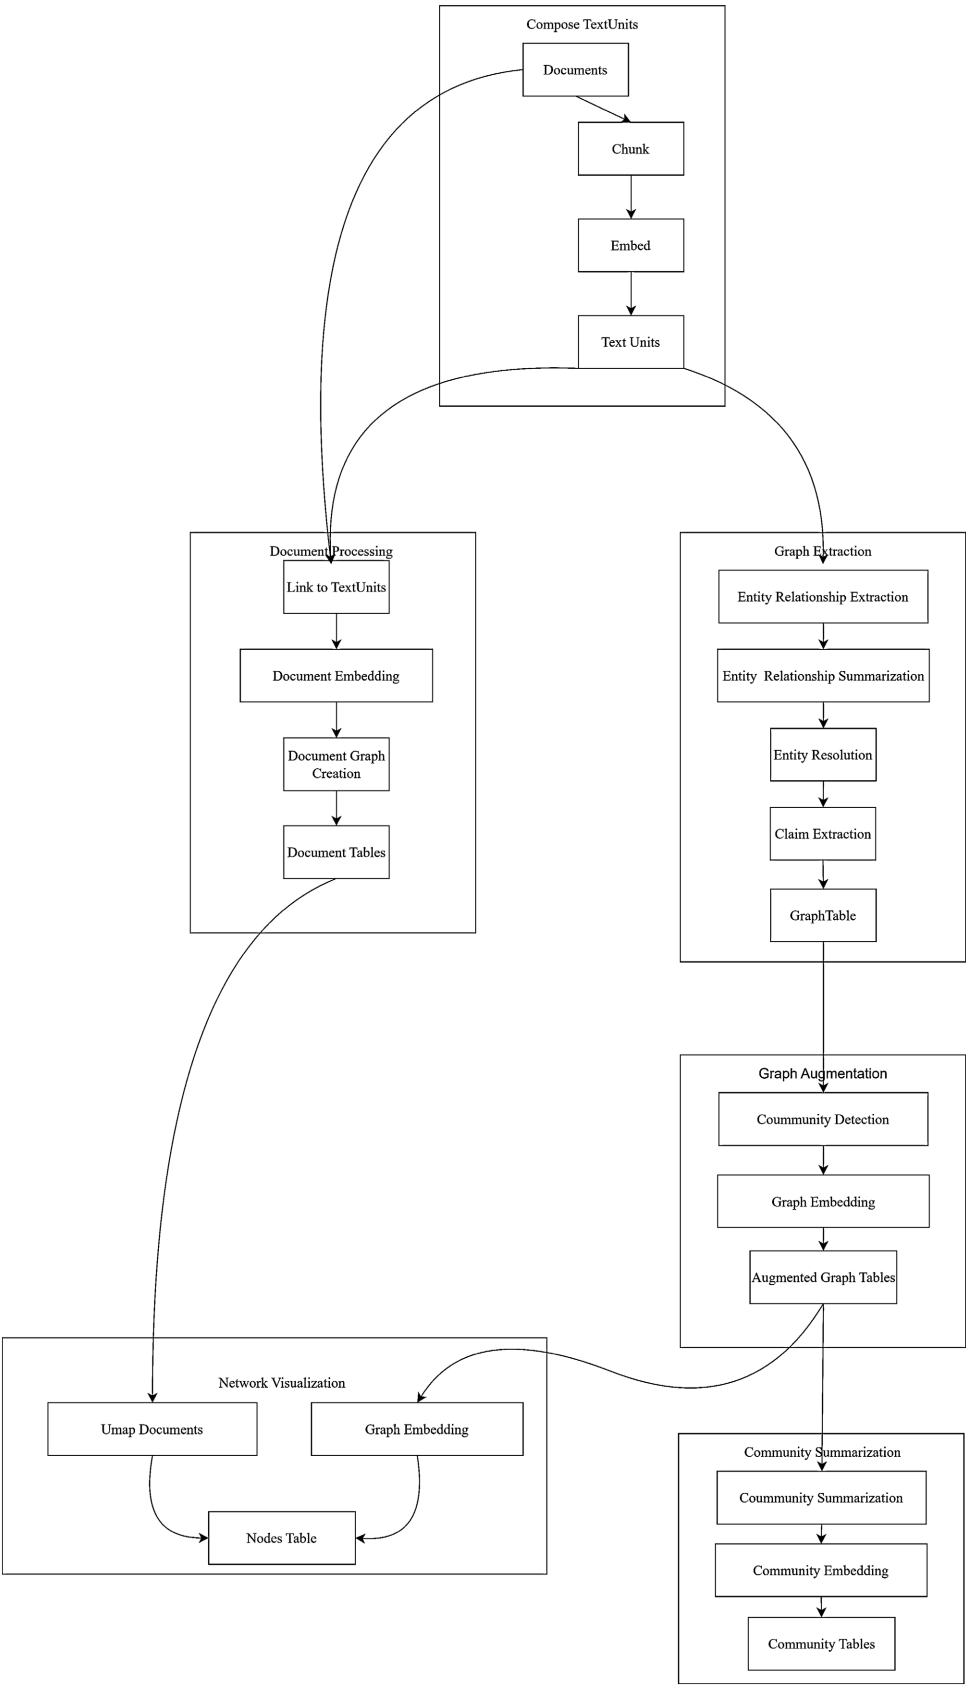 Compose TextUnits
Documents
Chunk
Embed
Text Units
Document Processing
Link to TextUnits
Document Embedding
Document Graph
Creation
Document Tables
Graph Extraction
Entity Relationship Extraction
Entity Relationship Summarization
Entity Resolution
Claim Extraction
GraphTable
Graph Augmentation
Coummunity Detection
Graph Embedding
Augmented Graph Tables
Network Visualization
Umap Documents
Graph Embedding
Nodes Table
Community Summarization
Coummunity Summarization
Community Embedding
Community Tables